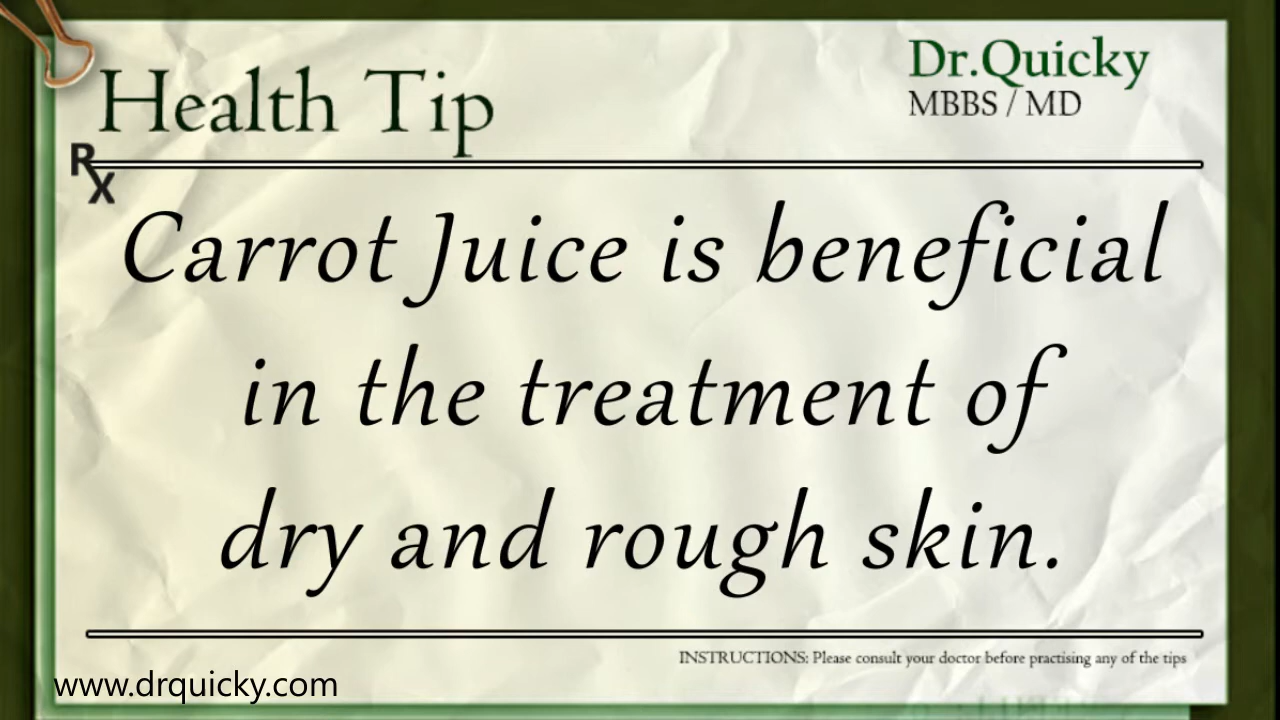 Health Tip
Dr.Quicky
MBBS / MD
Rx
Carrot Juice is beneficial
in the treatment of
dry and rough skin.
INSTRUCTIONS: Please consult your doctor before practising any of the tips
www.drquicky.com